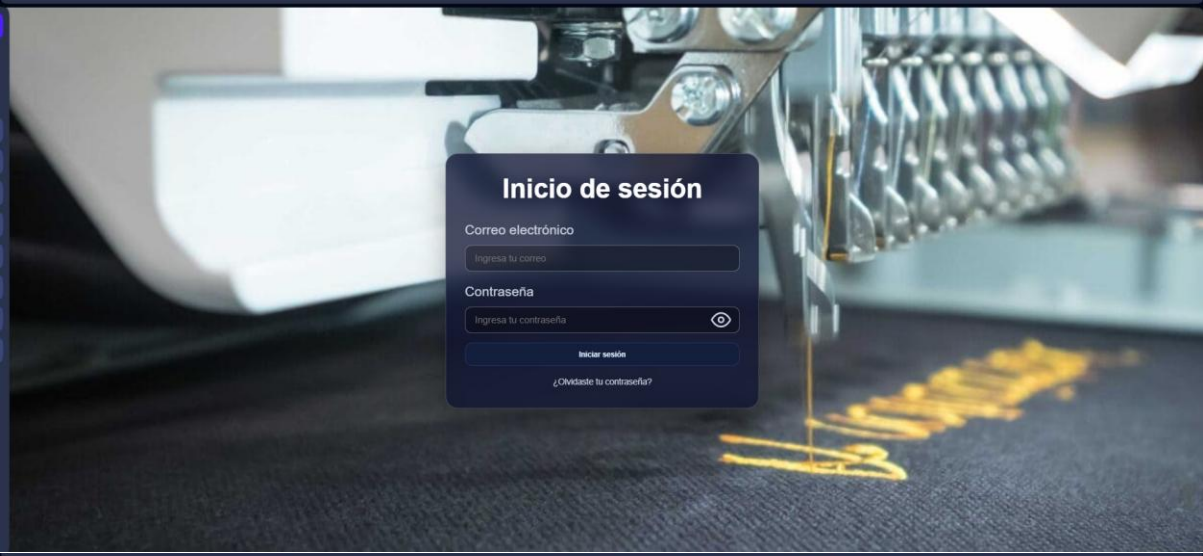 Inicio de sesión
Correo electrónico
Ingresa tu correo
Contraseña
Ingresa tu contraseña
Iniciar sesión
¿Olvidaste tu contraseña?